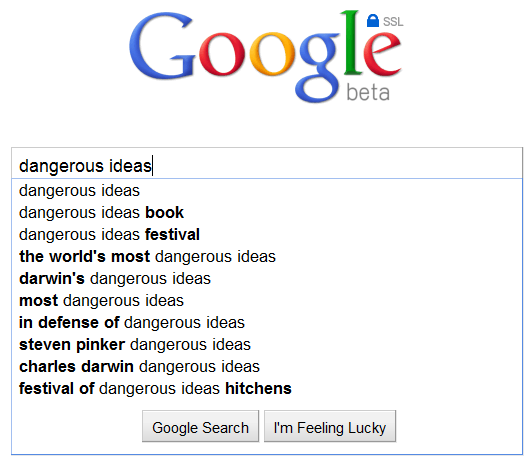 Google
SSL
beta
dangerous ideas
dangerous ideas
dangerous ideas book
dangerous ideas festival
the world's most dangerous ideas
darwin's dangerous ideas
most dangerous ideas
in defense of dangerous ideas
steven pinker dangerous ideas
charles darwin dangerous ideas
festival of dangerous ideas hitchens
Google Search I'm Feeling Lucky